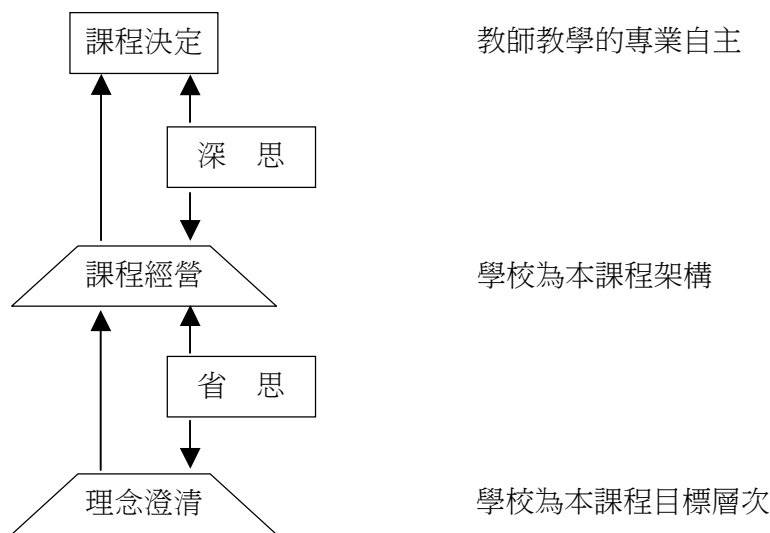 課程決定 教師教學的專業自主
深 思
課程經營 學校為本課程架構
省 思
理念澄清 學校為本課程目標層次